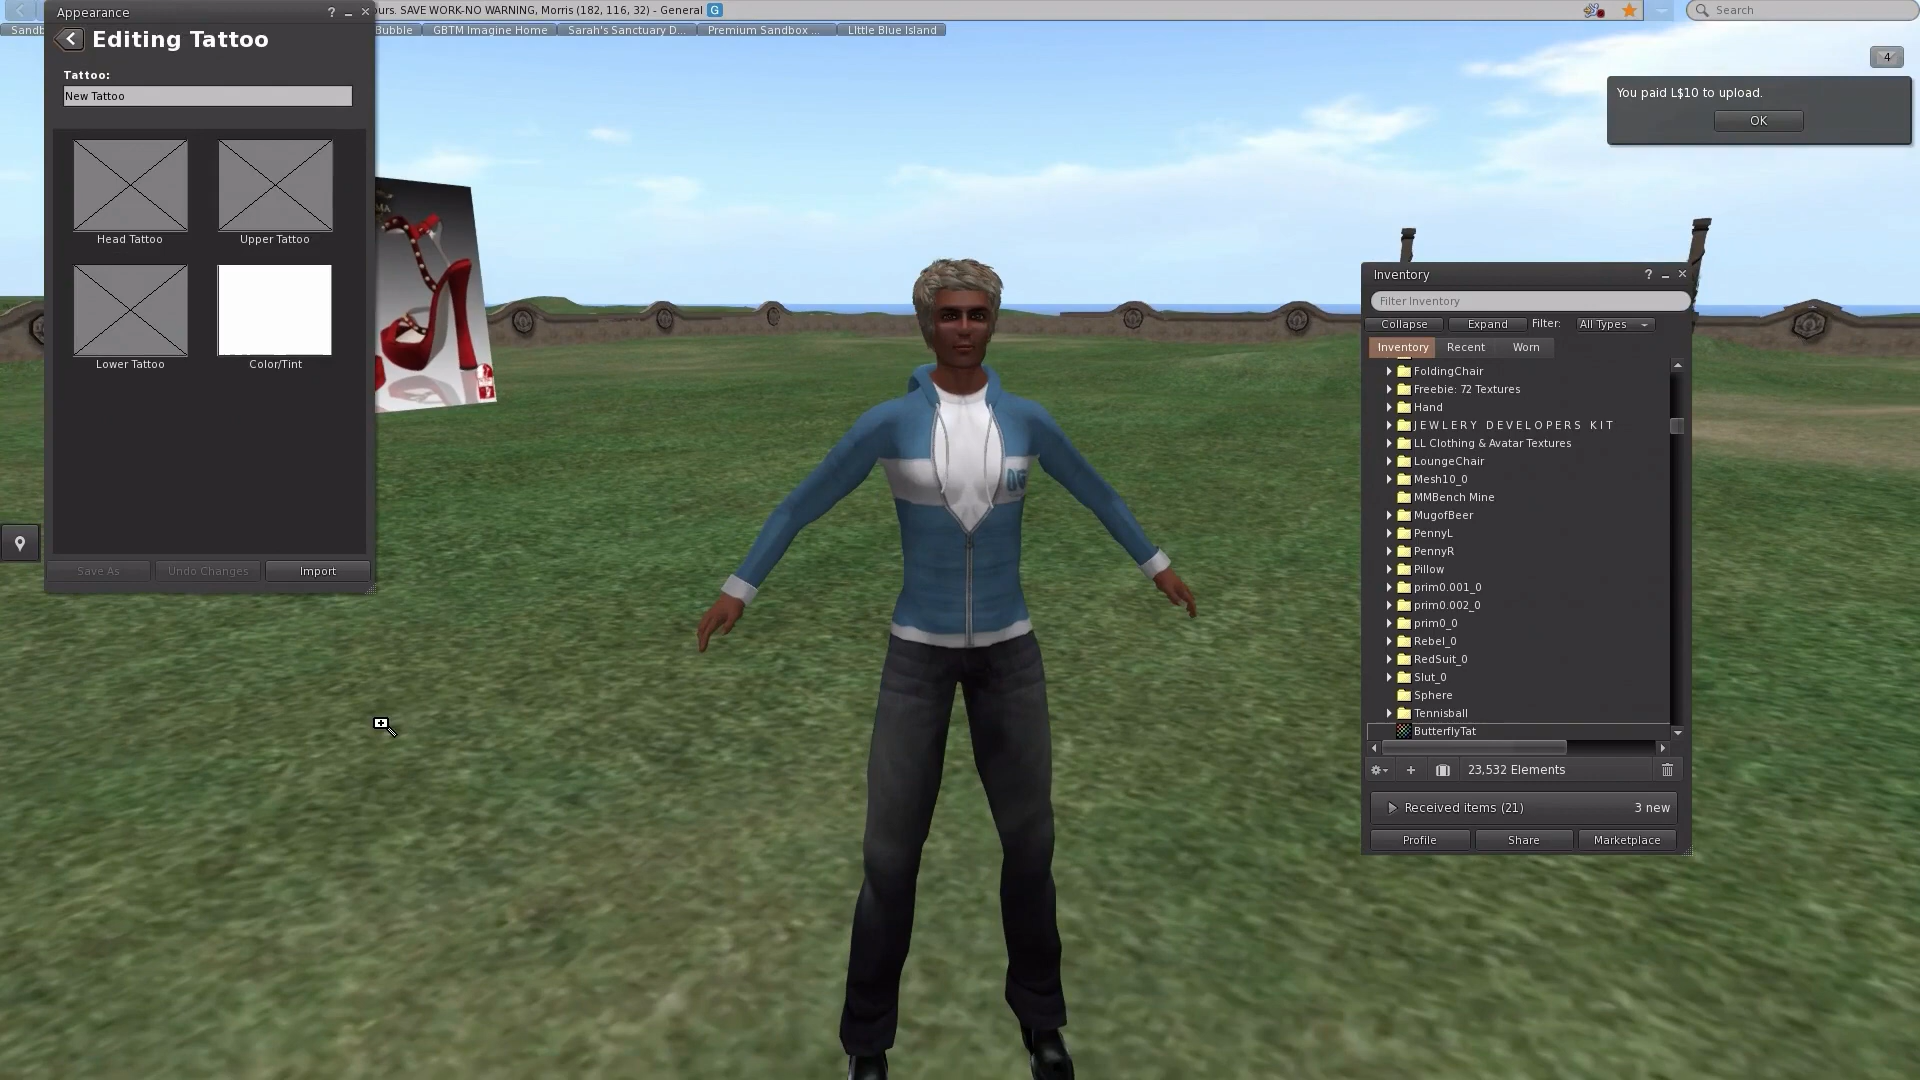 Appearance
?
Editing Tattoo
Tattoo:
New Tattoo
Head Tattoo
Upper Tattoo
Lower Tattoo
Color/Tint
Save As
Undo Changes
Import
ours. SAVE WORK-NO WARNING, Morris (182, 116, 32) - General G
Search
Sandb
Bubble
GBTM Imagine Home
Sarah's Sanctuary D...
Premium Sandbox ...
LIttle Blue Island
4
You paid L$10 to upload.
OK
06
Inventory
?
Filter Inventory
Collapse
Expand
Filter:
All Types
Inventory
Recent
Worn
FoldingChair
Freebie: 72 Textures
Hand
J E W L E R Y   D E V E L O P E R S   K I T
LL Clothing & Avatar Textures
LoungeChair
Mesh10_0
MMBench Mine
MugofBeer
PennyL
PennyR
Pillow
prim0.001_0
prim0.002_0
prim0_0
Rebel_0
RedSuit_0
Slut_0
Sphere
Tennisball
ButterflyTat
23,532 Elements
Received items (21)
3 new
Profile
Share
Marketplace